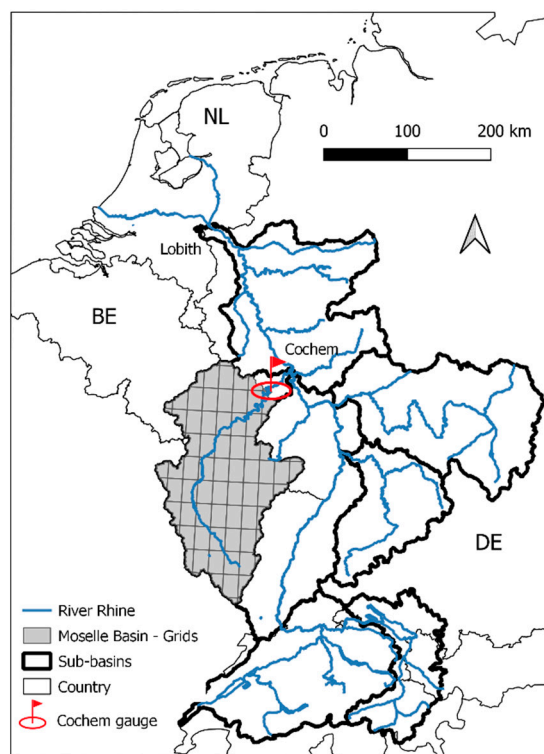 NL
0 100 200 km
Lobith
BE
Cochem
DE
River Rhine
Moselle Basin - Grids
Sub-basins
Country
Cochem gauge